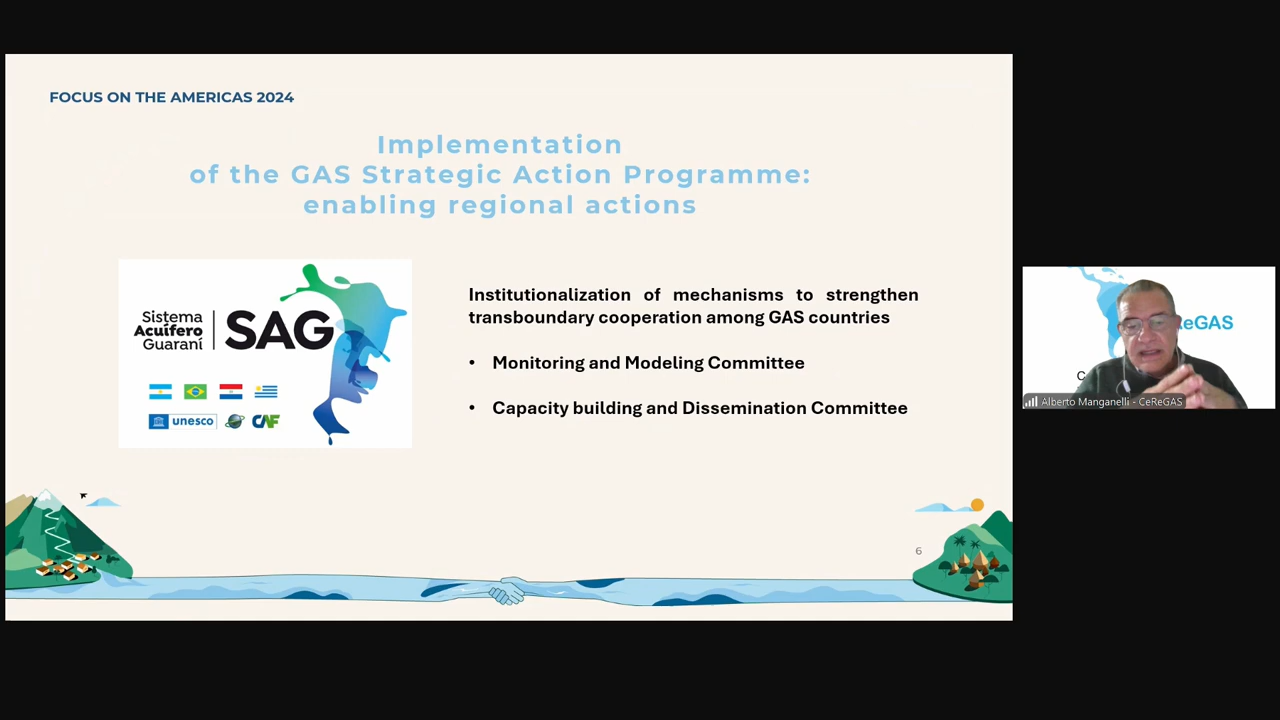 FOCUS ON THE AMERICAS 2024
Implementation
of the GAS Strategic Action Programme:
enabling regional actions
Sistema
Acuífero
Guaraní
SAG
unesco
CAF
Institutionalization of mechanisms to strengthen
transboundary cooperation among GAS countries
• Monitoring and Modeling Committee
• Capacity building and Dissemination Committee
6
eGAS
C
Alberto Manganelli - CeReGAS